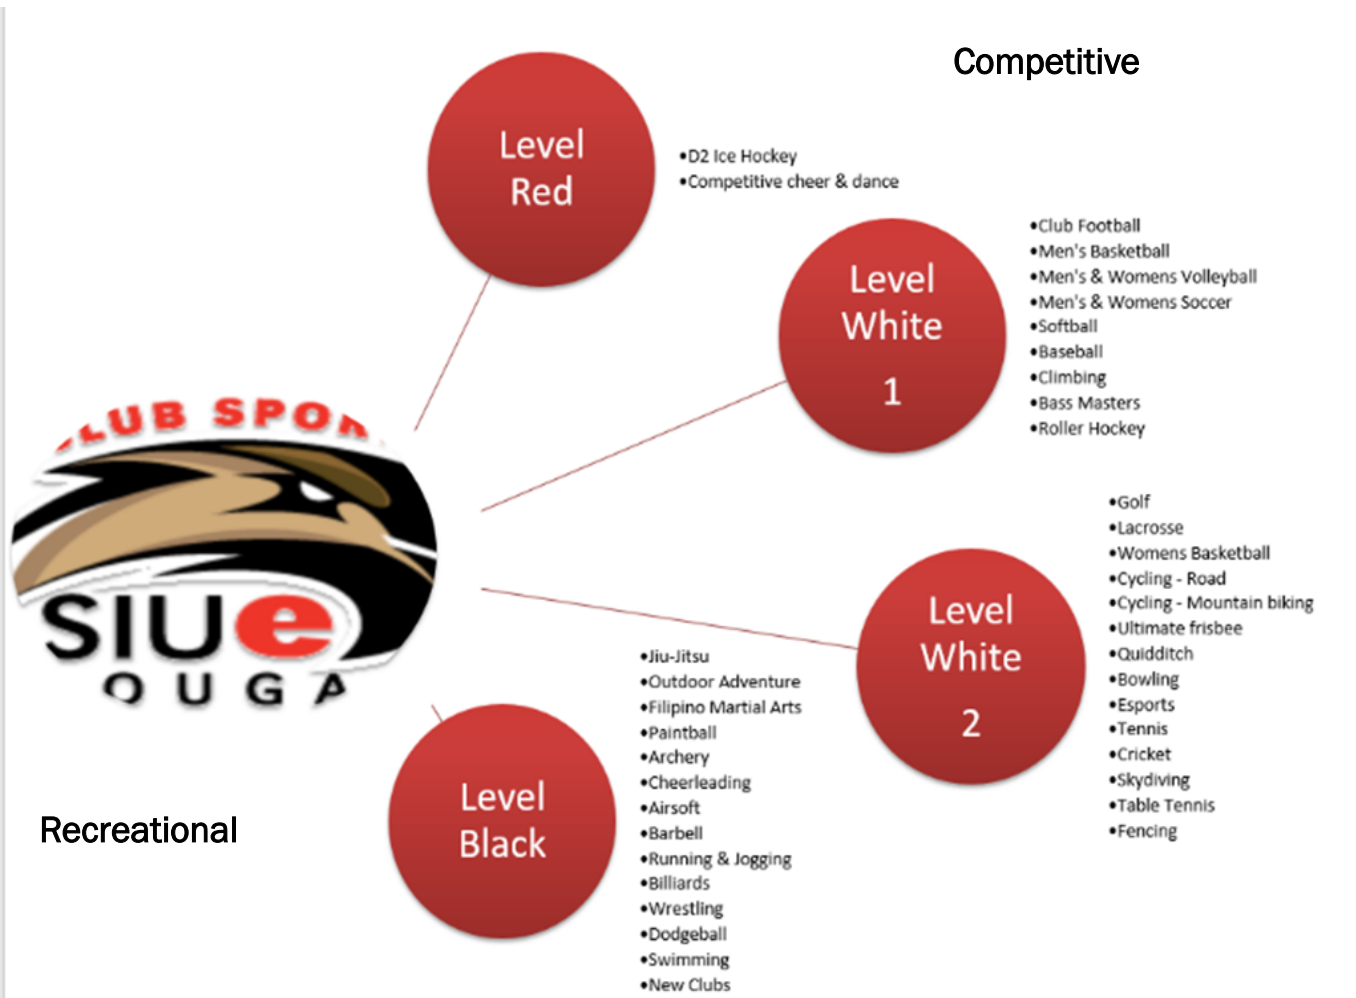 Competitive
Level
Red
•D2 Ice Hockey
•Competitive cheer & dance
Level
White
1
•Club Football
•Men's Basketball
•Men's & Womens Volleyball
•Men's & Womens Soccer
•Softball
•Baseball
•Climbing
•Bass Masters
•Roller Hockey
LUB SPOR
SIUe
OUGA
Level
White
2
•Golf
•Lacrosse
•Womens Basketball
•Cycling - Road
•Cycling - Mountain biking
•Ultimate frisbee
•Quidditch
•Bowling
•Esports
•Tennis
•Cricket
•Skydiving
•Table Tennis
•Fencing
Recreational
Level
Black
•Jiu-Jitsu
•Outdoor Adventure
•Filipino Martial Arts
•Paintball
•Archery
•Cheerleading
•Airsoft
•Barbell
•Running & Jogging
•Billiards
•Wrestling
•Dodgeball
•Swimming
•New Clubs